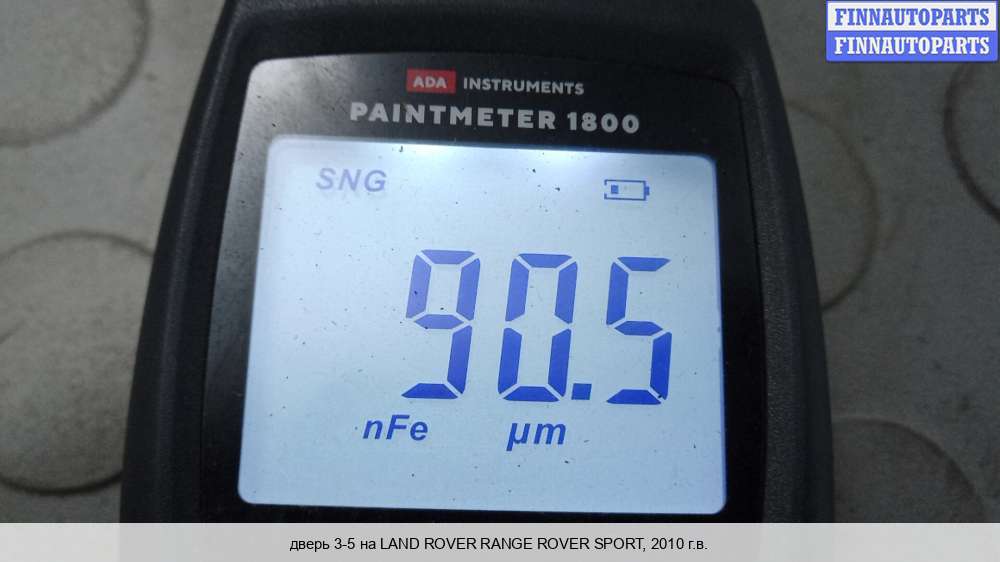 FINNAUTOPARTS
FINNAUTOPARTS
ADA INSTRUMENTS
PAINTMETER 1800
SNG
90.5
nFe µm
дверь 3-5 на LAND ROVER RANGE ROVER SPORT, 2010 г.в.